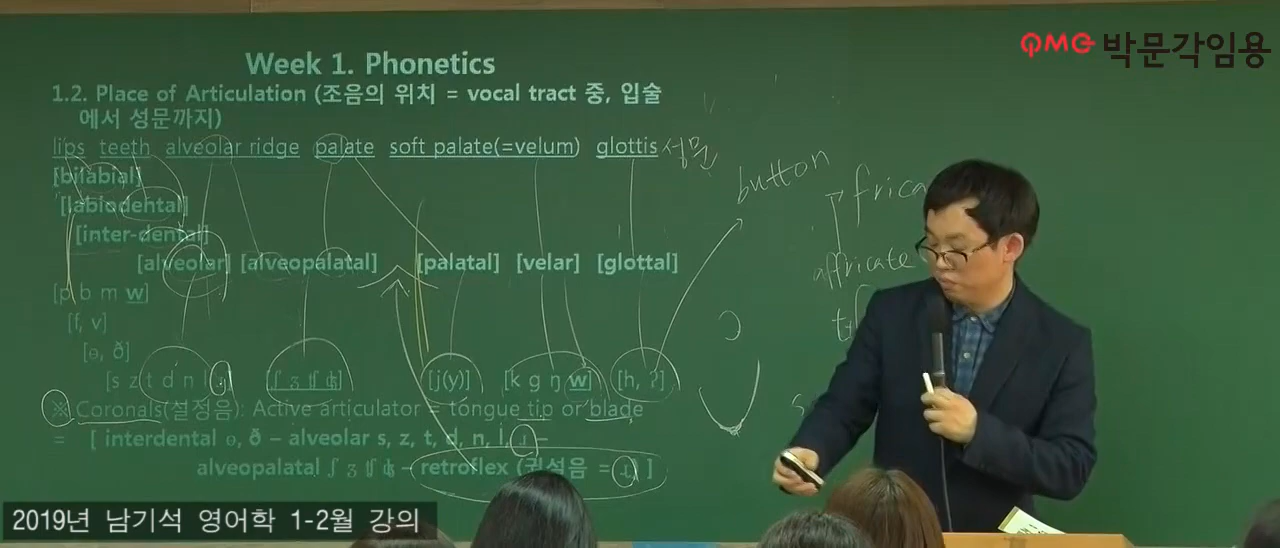 박문각임용
Week 1. Phonetics
1.2. Place of Articulation (조음의 위치 = vocal tract 중, 입술
에서 성문까지)
lips teeth alveolar ridge palate soft palate(=velum) glottis 성문
[bilabial]
button
[labiodental]
[inter-dental]
[alveolar] [alveopalatal] [palatal] [velar] [glottal]
affricate
[p b m w]
[f, v]
[ɵ, ð]
[s z t d n l ɹ] [ʃ ʒ ʧ ʤ] [j(y)] [k g ŋ w] [h, ʔ]
※ Coronals(설정음): Active articulator = tongue tip or blade
= [ interdental ɵ, ð – alveolar s, z, t, d, n, l, ɹ –
alveopalatal ʃ ʒ ʧ ʤ – retroflex (권설음 = ɻ) ]
2019년 남기석 영어학 1-2월 강의